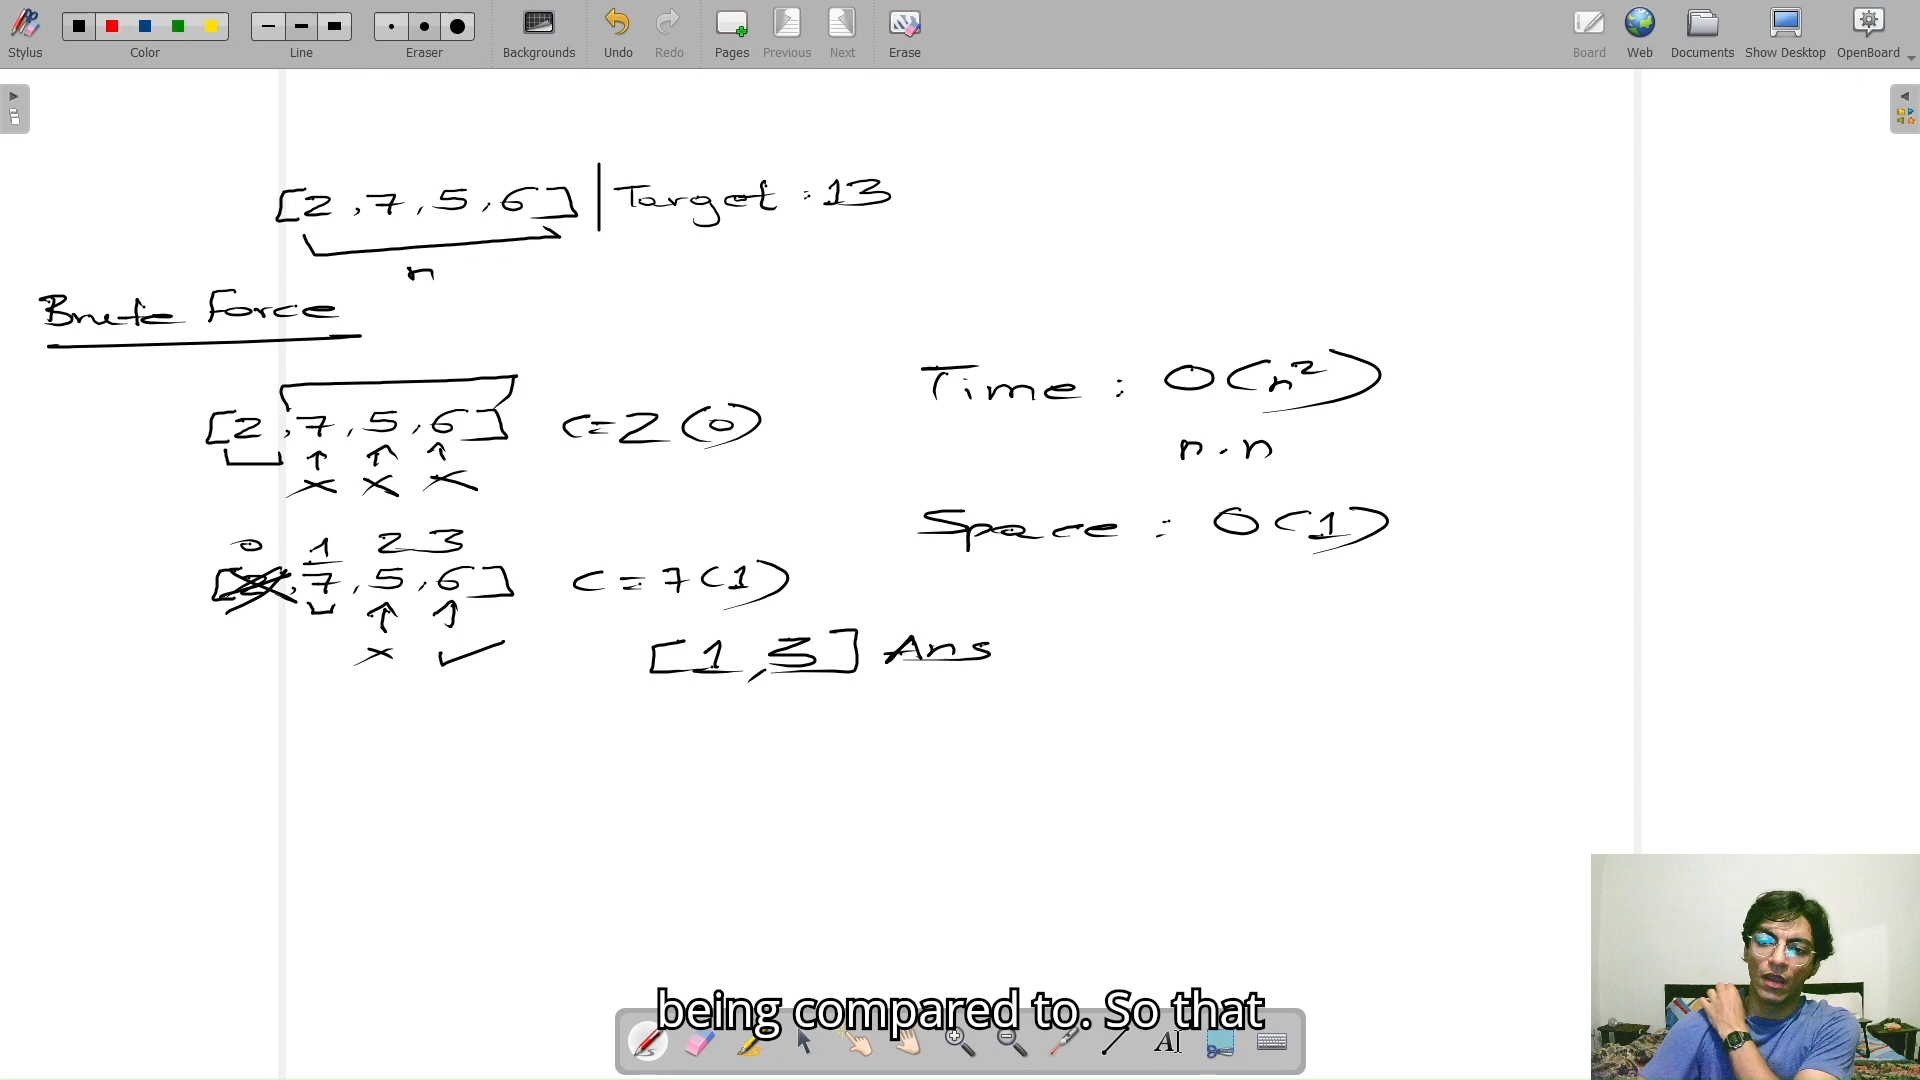 Stylus Color Line Eraser Backgrounds Undo Redo Pages Previous Next Erase Board Web Documents Show Desktop OpenBoard
[2, 7, 5, 6] | Target : 13
n
Brute Force
[2, 7, 5, 6] C=2 (0)
× × ×
0 1 2 3
[2, 7, 5, 6] C=7 (1)
× ✓
[1, 3] Ans
Time : O(n²)
n . n
Space : O(1)
being compared to. So that